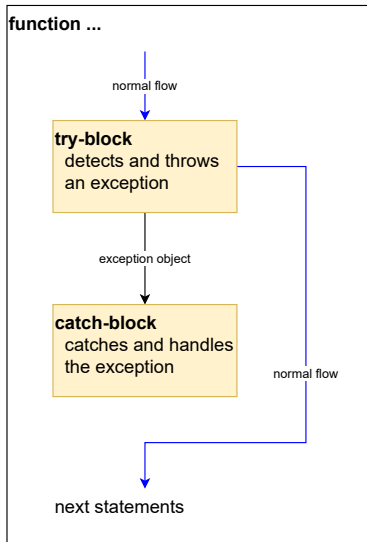 function ...
normal flow
try-block
detects and throws
an exception
exception object
catch-block
catches and handles
the exception
normal flow
next statements